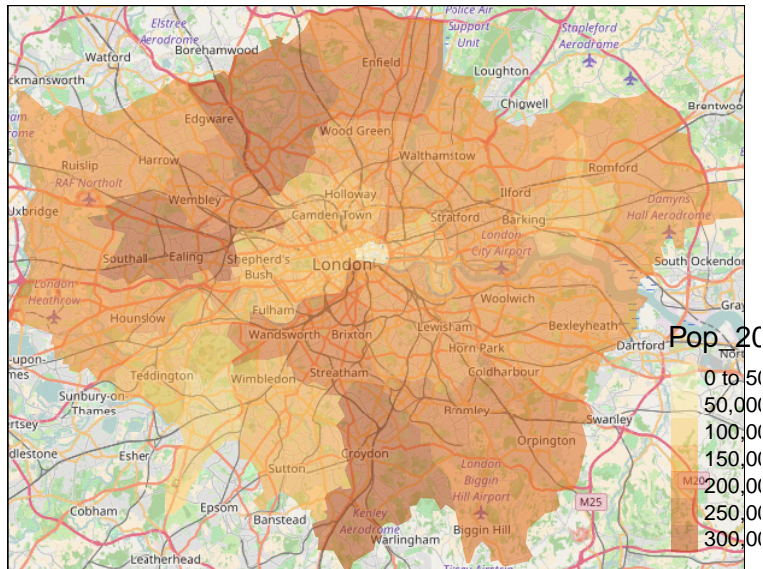 Elstree
Aerodrome
Police Air
Support
Unit
Stapleford
Aerodrome
Watford
Borehamwood
Enfield
Loughton
ckmansworth
Chigwell
Brentwoo
Edgware
Wood Green
Walthamstow
Ruislip
Harrow
Romford
RAF Northolt
Ilford
Damyns
Hall Aerodrome
Wembley
Holloway
Uxbridge
Camden Town
Stratford
Barking
London
City Airport
Southall
Ealing
Shepherd's
Bush
London
South Ockendon
London
Heathrow
Woolwich
Fulham
Hounslow
Wandsworth
Brixton
Lewisham
Bexleyheath
Gray
Pop_20
Horn Park
Dartford
Nort
-upon-
mes
Teddington
Wimbledon
Streatham
Coldharbour
0 to 50
Sunbury-on-
Thames
50,000
Bromley
Swanley
ertsey
100,00
Orpington
dlestone
Esher
Croydon
150,00
Sutton
London
Biggin
Hill Airport
M20
200,00
Cobham
Epsom
Banstead
Kenley
Aerodrome
M25
250,00
Biggin Hill
Warlingham
300,00
Leatherhead